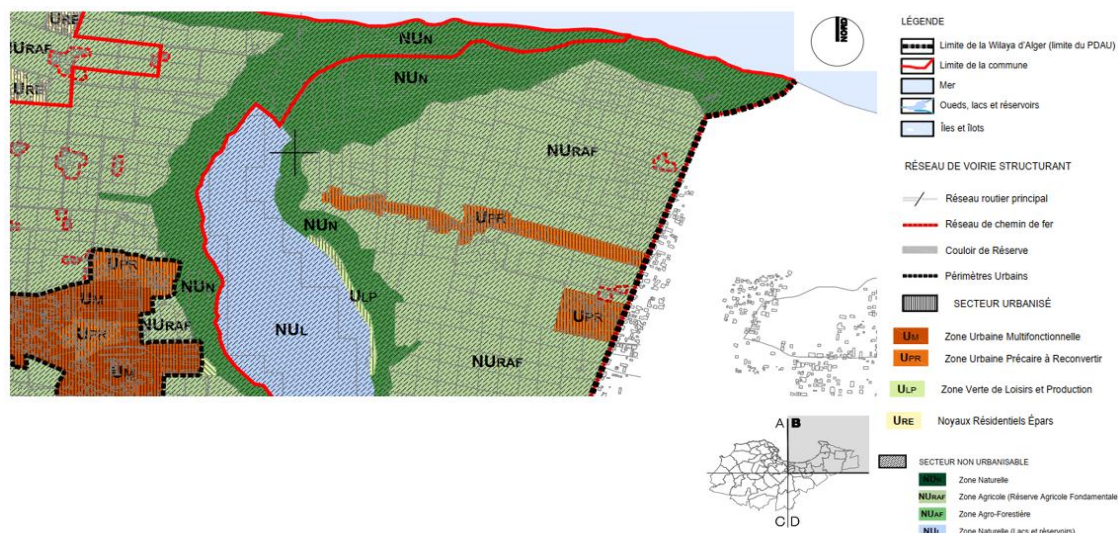 URE
NURAF
URE
NUN
NUN
NURAF
UPR
NUN
ULP
NUL
UPR
NURAF
UPR
UM
NUN
NURAF
UPR
UM
NORD
LÉGENDE
Limite de la Wilaya d'Alger (limite du PDAU)
Limite de la commune
Mer
Oueds, lacs et réservoirs
Îles et îlots
RÉSEAU DE VOIRIE STRUCTURANT
Réseau routier principal
Réseau de chemin de fer
Couloir de Réserve
Périmètres Urbains
SECTEUR URBANISÉ
UM Zone Urbaine Multifonctionnelle
UPR Zone Urbaine Précaire à Reconvertir
ULP Zone Verte de Loisirs et Production
URE Noyaux Résidentiels Épars
A B
C D
SECTEUR NON URBANISABLE
NUN Zone Naturelle
NURAF Zone Agricole (Réserve Agricole Fondamentale
NUAF Zone Agro-Forestière
NUL Zone Naturelle (Lacs et réservoirs)